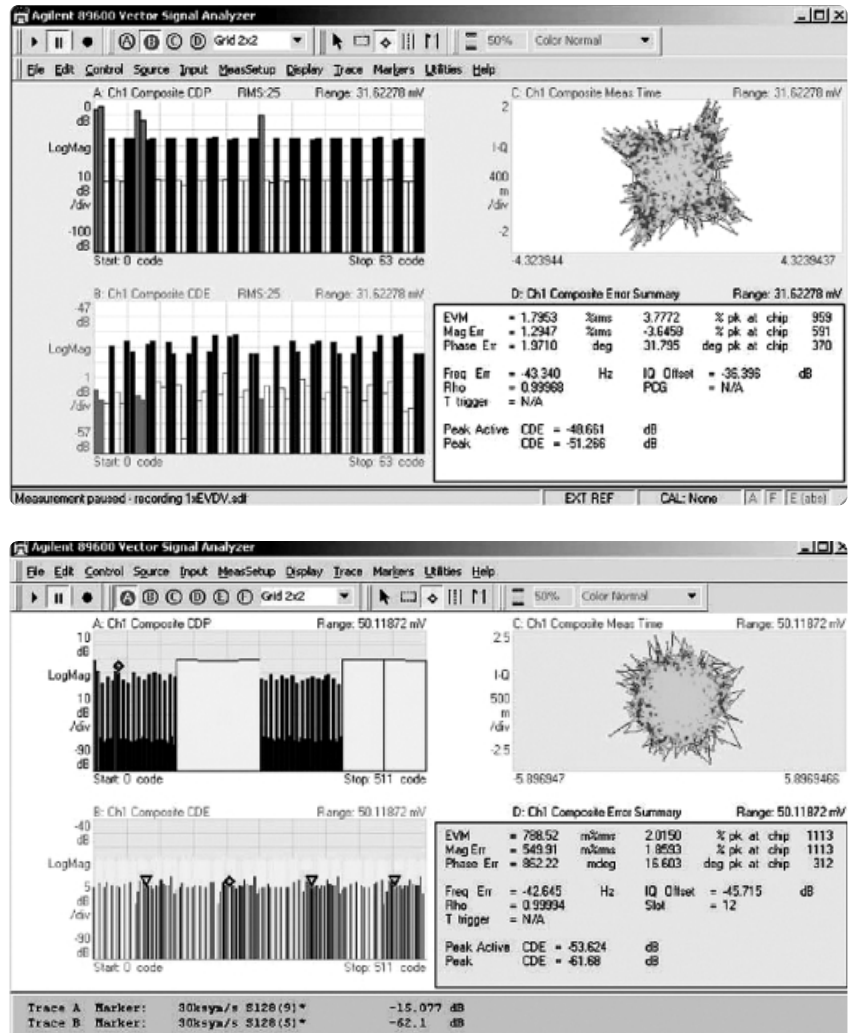 Agilent 89600 Vector Signal Analyzer
A B C D Grid 2x2 50% Color Normal
File Edit Control Source Input MeasSetup Display Trace Markers Utilities Help
A: Ch1 Composite CDP RMS:25 Range: 31.62278 mV
0
dB
LogMag
10
dB
/div
-100
dB
Start: 0 code Stop: 63 code
C: Ch1 Composite Meas Time Range: 31.62278 mV
2
I-Q
400
m
/div
-2
-4.323944 4.3239437
B: Ch1 Composite CDE RMS:25 Range: 31.62278 mV
-47
dB
LogMag
1
dB
/div
-57
dB
Start: 0 code Stop: 63 code
D: Ch1 Composite Error Summary Range: 31.62278 mV
EVM = 1.7953 %rms 3.7772 % pk at chip 959
Mag Err = 1.2947 %rms -3.6458 % pk at chip 591
Phase Err = 1.9710 deg 31.795 deg pk at chip 370
Freq Err = -43.340 Hz IQ Offset = -36.396 dB
Rho = 0.99968 PCG = N/A
T trigger = N/A
Peak Active CDE = -48.661 dB
Peak CDE = -51.266 dB
Measurement paused - recording 1xEVDV.sdf EXT REF CAL: None A F E (abs)
Agilent 89600 Vector Signal Analyzer
File Edit Control Source Input MeasSetup Display Trace Markers Utilities Help
A B C D E F Grid 2x2 50% Color Normal
A: Ch1 Composite CDP Range: 50.11872 mV
10
dB
LogMag
10
dB
/div
-90
dB
Start: 0 code Stop: 511 code
C: Ch1 Composite Meas Time Range: 50.11872 mV
2.5
I-Q
500
m
/div
-2.5
-5.896947 5.8969466
B: Ch1 Composite CDE Range: 50.11872 mV
-40
dB
LogMag
5
dB
/div
-90
dB
Start: 0 code Stop: 511 code
D: Ch1 Composite Error Summary Range: 50.11872 mV
EVM = 788.52 m%rms 2.0150 % pk at chip 1113
Mag Err = 549.91 m%rms 1.8593 % pk at chip 1113
Phase Err = 862.22 mdeg 16.603 deg pk at chip 312
Freq Err = -42.645 Hz IQ Offset = -45.715 dB
Rho = 0.99994 Slot = 12
T trigger = N/A
Peak Active CDE = -53.624 dB
Peak CDE = -61.68 dB
Trace A Marker: 30ksym/s S128(9)* -15.077 dB
Trace B Marker: 30ksym/s S128(5)* -62.1 dB